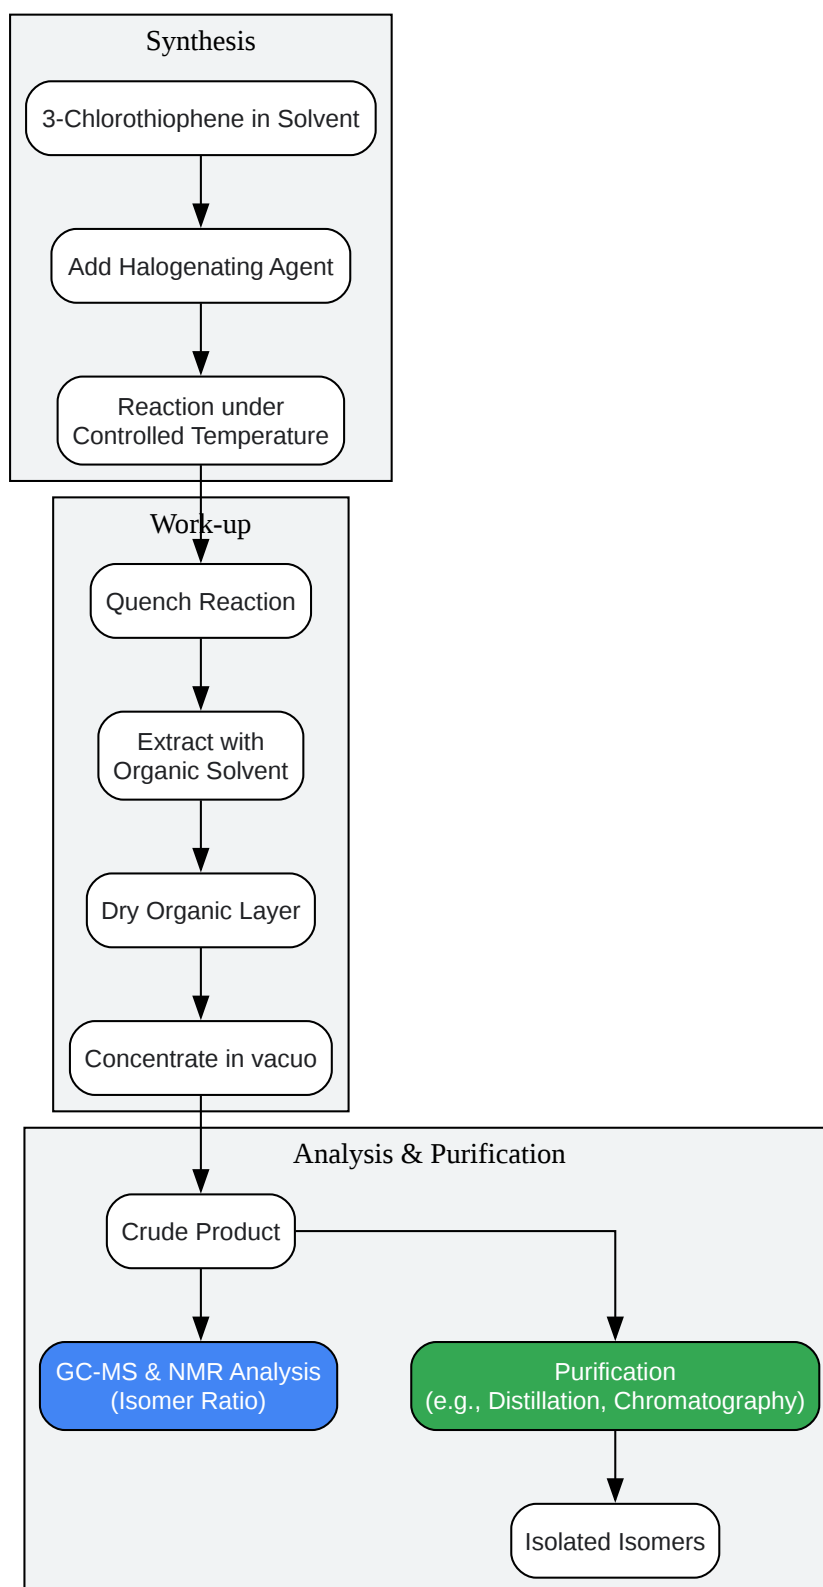 Synthesis
3-Chlorothiophene in Solvent
Add Halogenating Agent
Reaction under
Controlled Temperature
Work-up
Quench Reaction
Extract with
Organic Solvent
Dry Organic Layer
Concentrate in vacuo
Analysis & Purification
Crude Product
GC-MS & NMR Analysis
(Isomer Ratio)
Purification
(e.g., Distillation, Chromatography)
Isolated Isomers